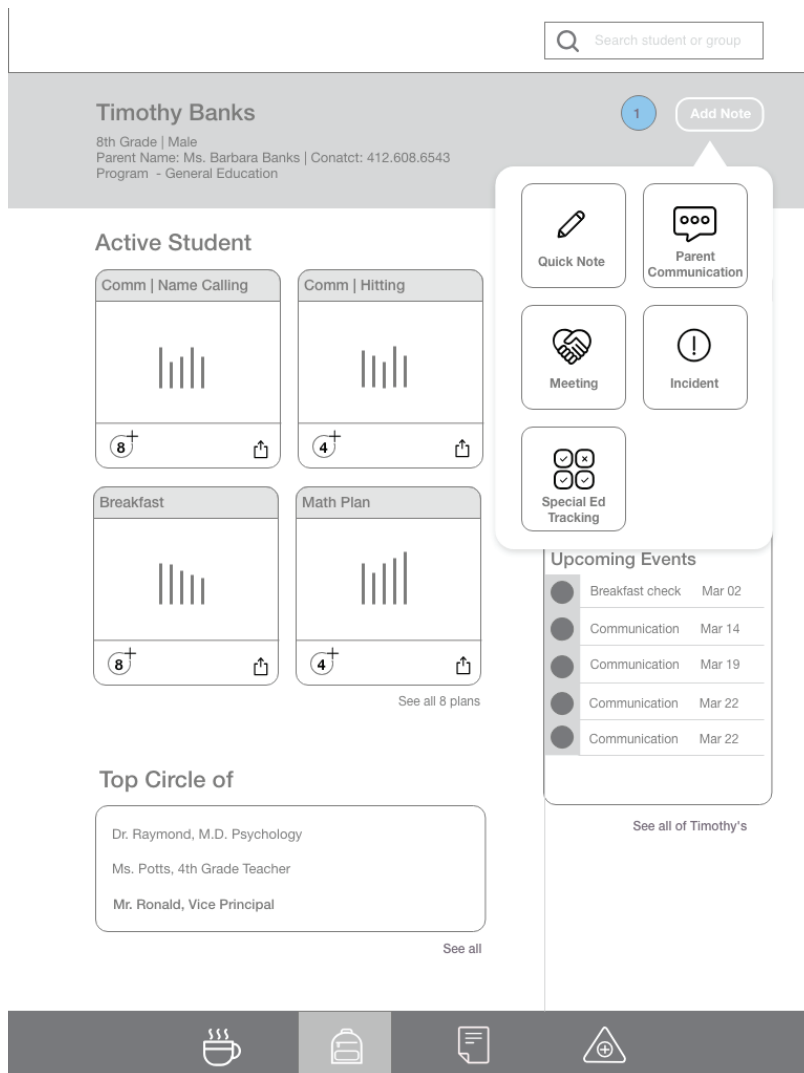 Search student or group
Timothy Banks
1
Add Note
8th Grade | Male
Parent Name: Ms. Barbara Banks | Conatct: 412.608.6543
Program - General Education
Quick Note
Parent
Communication
Meeting
Incident
Special Ed
Tracking
Active Student
Comm | Name Calling
Comm | Hitting
8+
4+
Breakfast
Math Plan
8+
4+
See all 8 plans
Upcoming Events
Breakfast check Mar 02
Communication Mar 14
Communication Mar 19
Communication Mar 22
Communication Mar 22
See all of Timothy's
Top Circle of
Dr. Raymond, M.D. Psychology
Ms. Potts, 4th Grade Teacher
Mr. Ronald, Vice Principal
See all